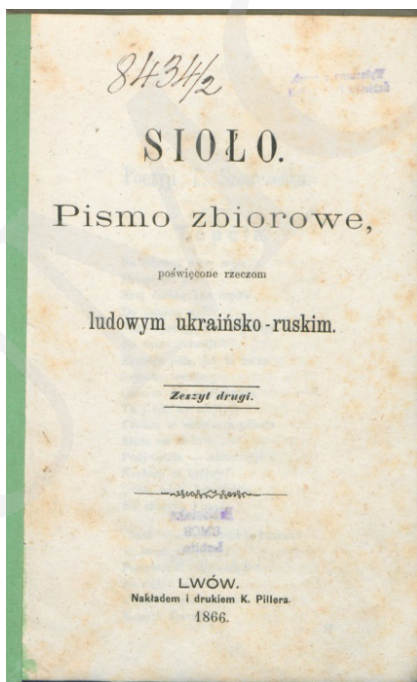 8434/2
SIOŁO.
Pismo zbiorowe,
poświęcone rzeczom
ludowym ukraińsko-ruskim.
Zeszyt drugi.
LWÓW.
Nakładem i drukiem K. Pillera.
1866.